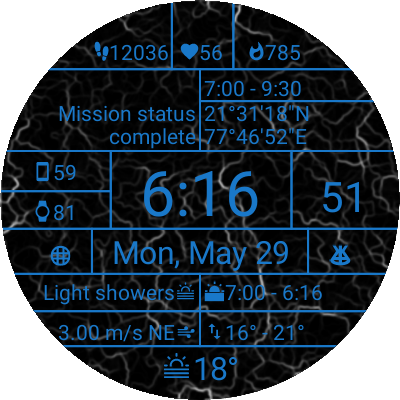 12036 56 785
7:00 - 9:30
Mission status 21°31'18"N
complete 77°46'52"E
59
6:16 51
81
Mon, May 29
Light showers 7:00 - 6:16
3.00 m/s NE 16° 21°
18°